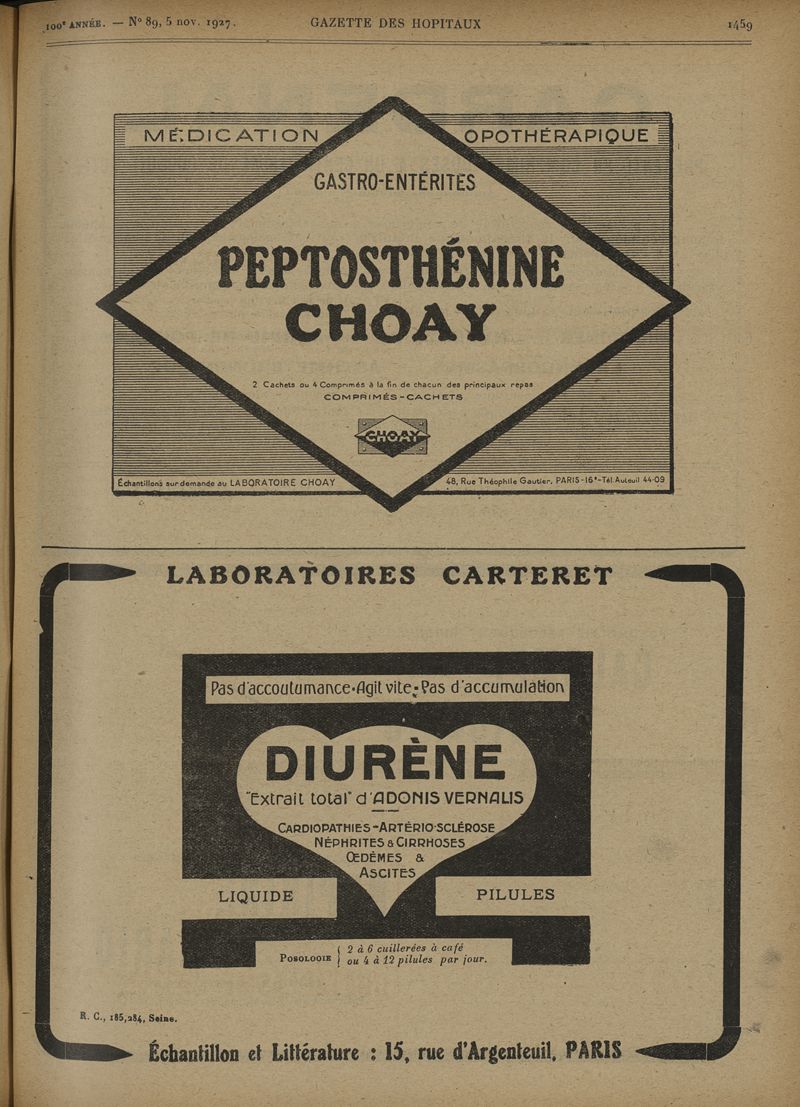 100e ANNÉE. — N° 89, 5 nov. 1927. GAZETTE DES HOPITAUX 1459
MÉDICATION OPOTHÉRAPIQUE
GASTRO-ENTÉRITES
PEPTOSTHÉNINE
CHOAY
2 Cachets ou 4 Comprimés à la fin de chacun des principaux repas
COMPRIMÉS - CACHETS
CHOAY
Échantillons sur demande au LABORATOIRE CHOAY 48, Rue Théophile Gautier, PARIS-16e-Tél. Auteuil 44-09
LABORATOIRES CARTERET
Pas d'accoutumance. Agit vite. Pas d'accumulation
DIURÈNE
"Extrait total" d'ADONIS VERNALIS
CARDIOPATHIES - ARTÉRIO-SCLÉROSE
NÉPHRITES & CIRRHOSES
ŒDÈMES &
ASCITES
LIQUIDE PILULES
POSOLOGIE { 2 à 6 cuillerées à café
ou 4 à 12 pilules par jour.
R. C., 185,284, Seine.
Échantillon et Littérature : 15, rue d'Argenteuil, PARIS